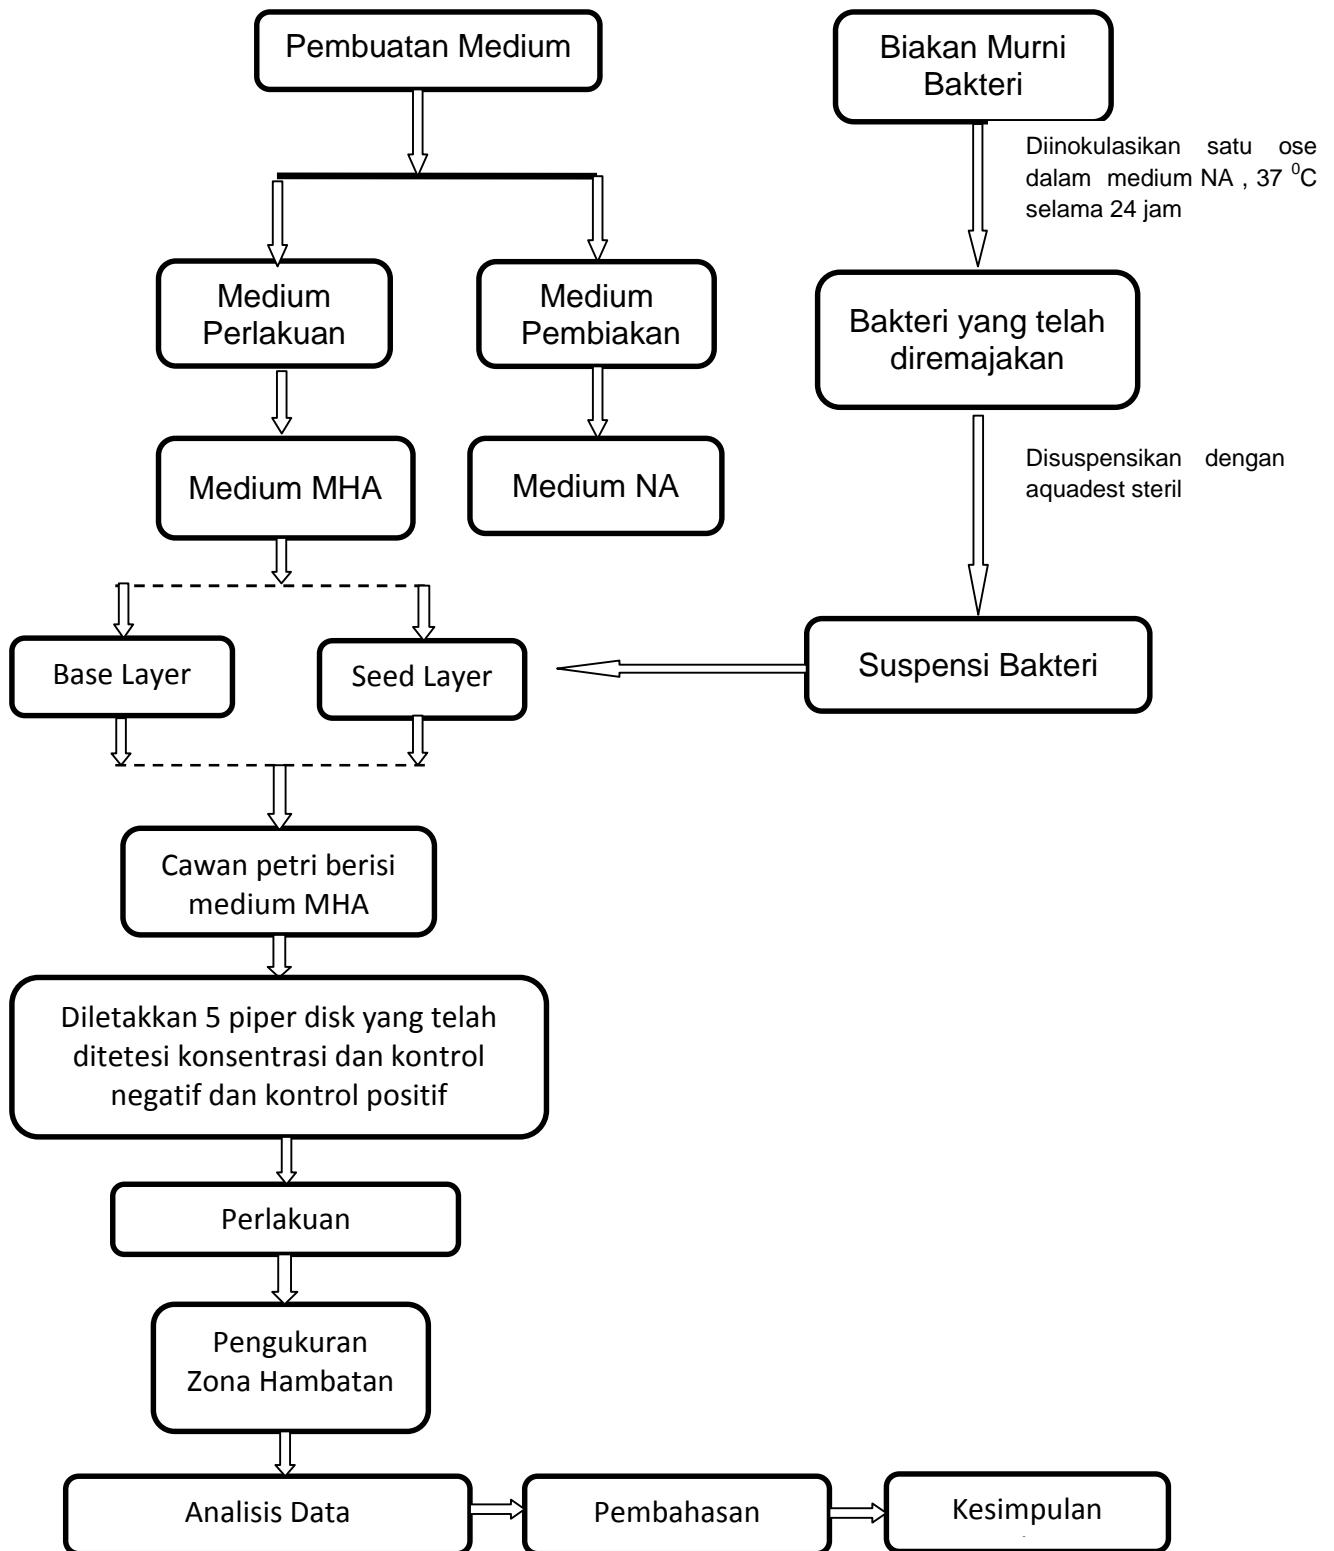 Pembuatan Medium
Biakan Murni
Bakteri
Diinokulasikan satu ose
dalam medium NA , 37 ⁰C
selama 24 jam
Medium
Perlakuan
Medium
Pembiakan
Bakteri yang telah
diremajakan
Medium MHA
Medium NA
Disuspensikan dengan
aquadest steril
Base Layer
Seed Layer
Suspensi Bakteri
Cawan petri berisi
medium MHA
Diletakkan 5 piper disk yang telah
ditetesi konsentrasi dan kontrol
negatif dan kontrol positif
Perlakuan
Pengukuran
Zona Hambatan
Analisis Data
Pembahasan
Kesimpulan